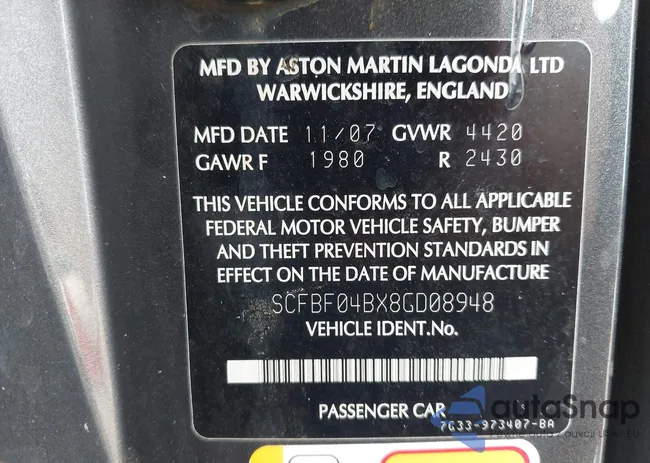 MFD BY ASTON MARTIN LAGONDA LTD
WARWICKSHIRE, ENGLAND
MFD DATE 11/07 GVWR 4420
GAWR F 1980 R 2430
THIS VEHICLE CONFORMS TO ALL APPLICABLE
FEDERAL MOTOR VEHICLE SAFETY, BUMPER
AND THEFT PREVENTION STANDARDS IN
EFFECT ON THE DATE OF MANUFACTURE
SCFBF04BX8GD08948
VEHICLE IDENT.No.
PASSENGER CAR
autoSnap
7G33-973407-BA